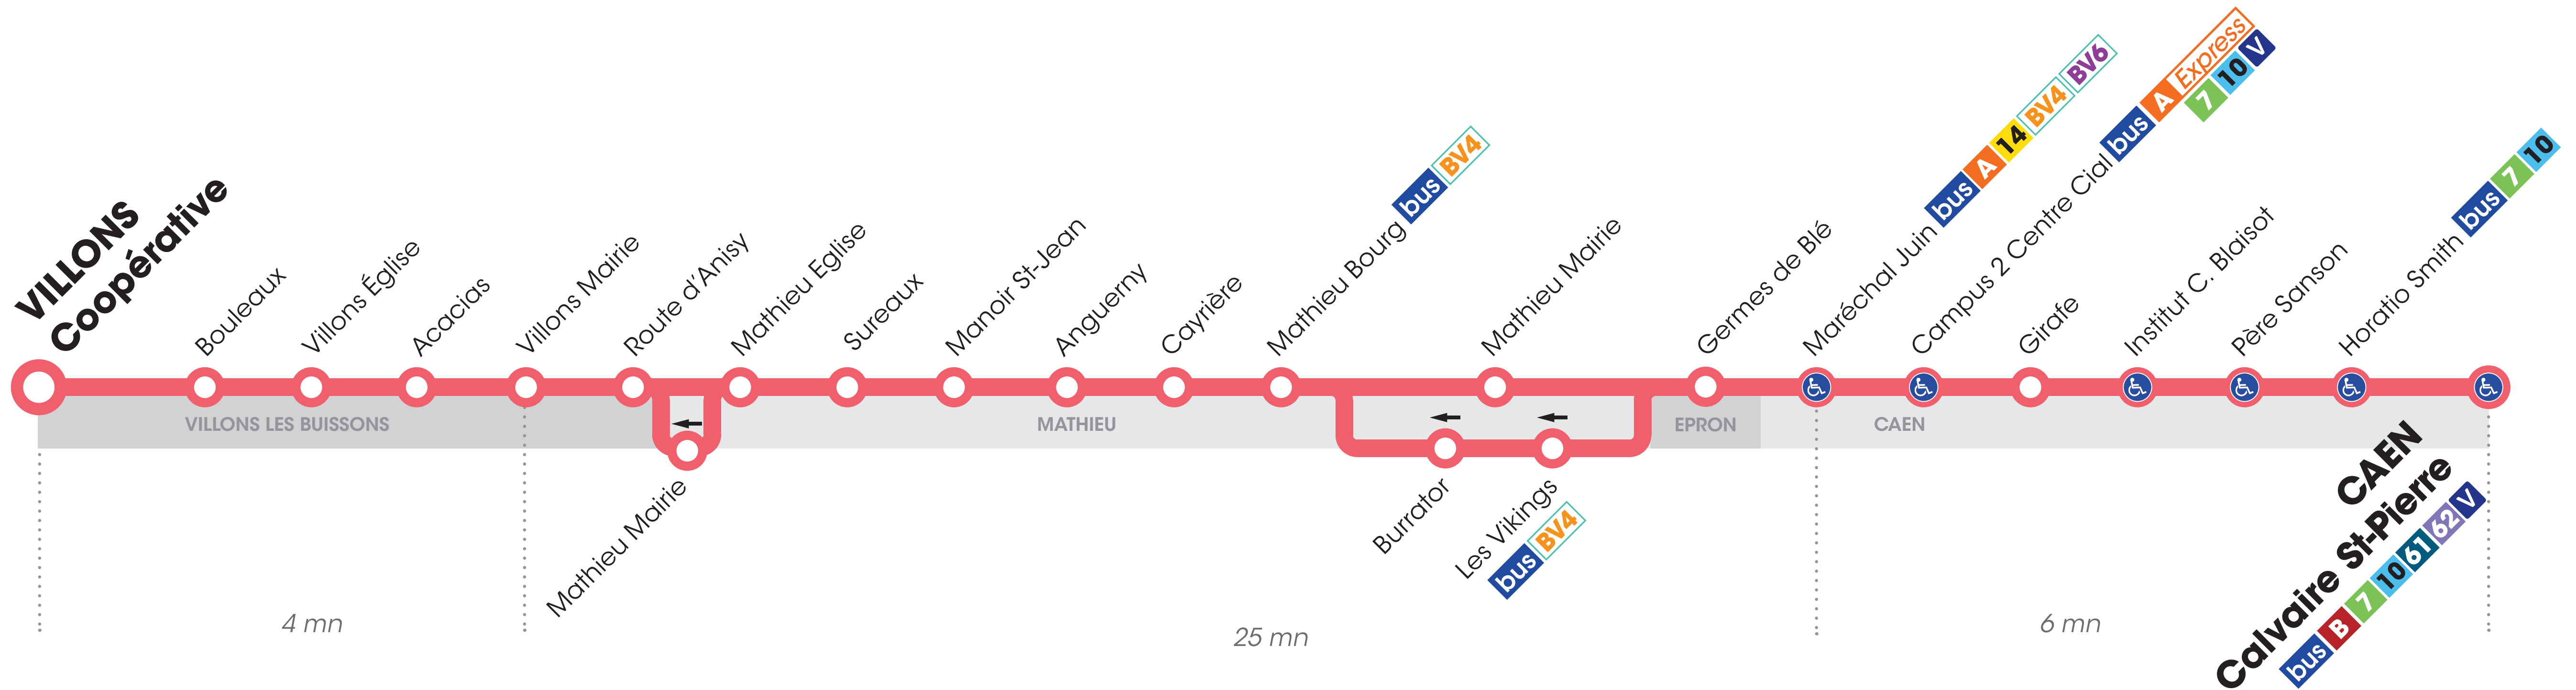 VILLONS
Coopérative
Bouleaux
Villons Église
Acacias
Villons Mairie
Route d'Anisy
Mathieu Eglise
Sureaux
Manoir St-Jean
Anguerny
Cayrière
Mathieu Bourg bus BV4
Mathieu Mairie
Germes de Blé
Maréchal Juin bus A 14 BV4 BV6
Campus 2 Centre Cial bus A Express
7 10 V
Girafe
Institut C. Blaisot
Père Sanson
Horatio Smith bus 7 10
VILLONS LES BUISSONS
MATHIEU
EPRON
CAEN
Mathieu Mairie
Burrator
Les Vikings
bus BV4
CAEN
Calvaire St-Pierre
bus B 7 10 61 62 V
4 mn
25 mn
6 mn